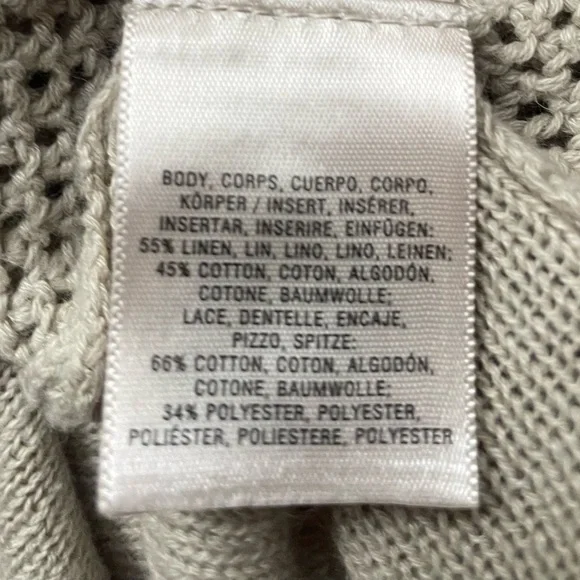 BODY, CORPS, CUERPO, CORPO,
KÖRPER / INSERT, INSÉRER,
INSERTAR, INSERIRE, EINFÜGEN:
55% LINEN, LIN, LINO, LINO, LEINEN;
45% COTTON, COTON, ALGODÓN,
COTONE, BAUMWOLLE;
LACE, DENTELLE, ENCAJE,
PIZZO, SPITZE:
66% COTTON, COTON, ALGODÓN,
COTONE, BAUMWOLLE;
34% POLYESTER,
POLIÉSTER, POLIESTERE, POLYESTER